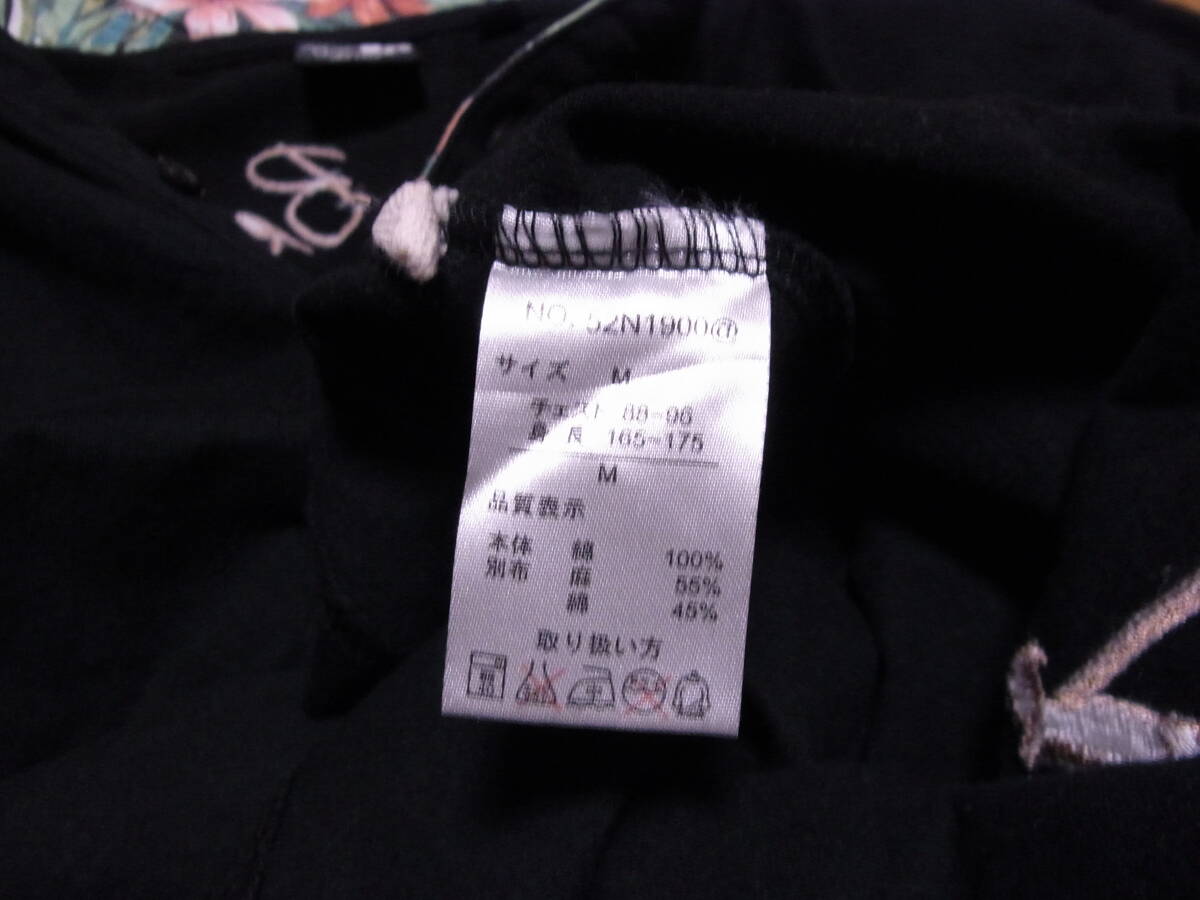 NO. 52N1900@
サイズ M
チェスト 88-96
身長 165-175
M
品質表示
本体 綿 100%
別布 麻 55%
綿 45%
取り扱い方